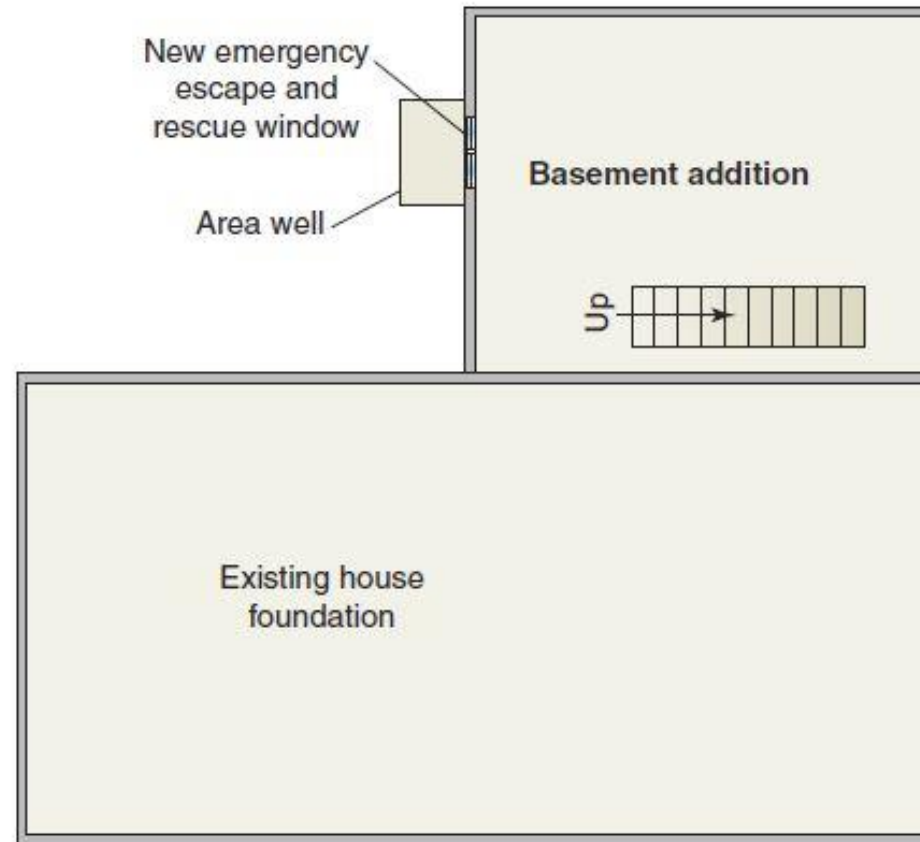 New emergency
escape and
rescue window
Area well
Basement addition
Up
Existing house
foundation